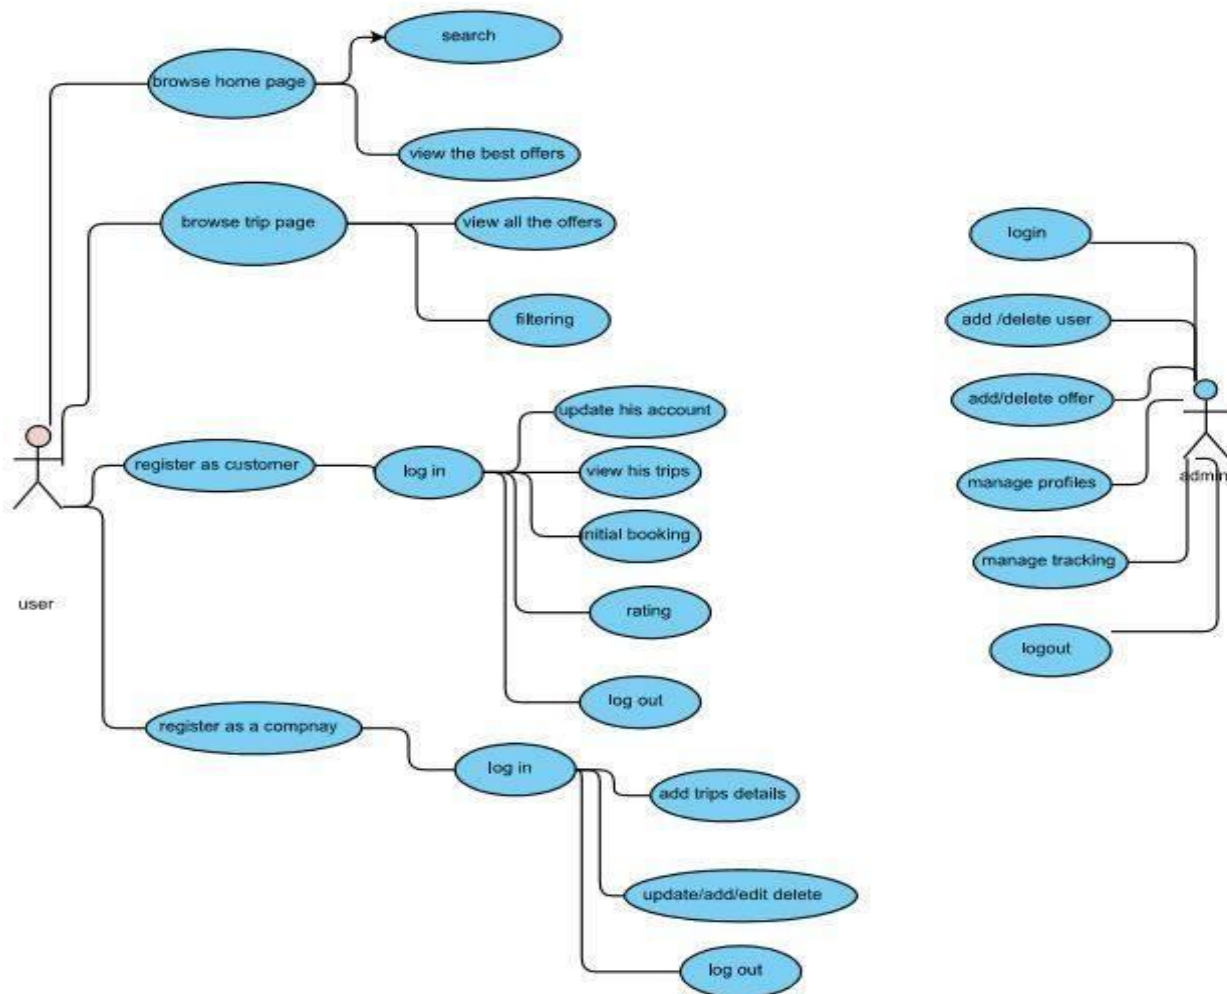 search
browse home page
view the best offers
browse trip page
view all the offers
filtering
update his account
register as customer
log in
view his trips
initial booking
rating
log out
user
register as a compnay
log in
add trips details
update/add/edit delete
log out
login
add /delete user
add/delete offer
manage profiles
admin
manage tracking
logout